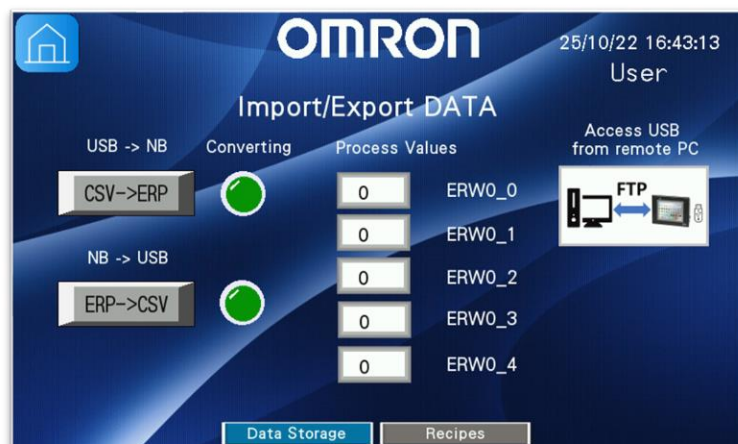 OMRON
25/10/22 16:43:13
User
Import/Export DATA
USB -> NB
Converting
Process Values
Access USB
from remote PC
CSV->ERP
0
ERW0_0
FTP
0
ERW0_1
NB -> USB
0
ERW0_2
ERP->CSV
0
ERW0_3
0
ERW0_4
Data Storage
Recipes